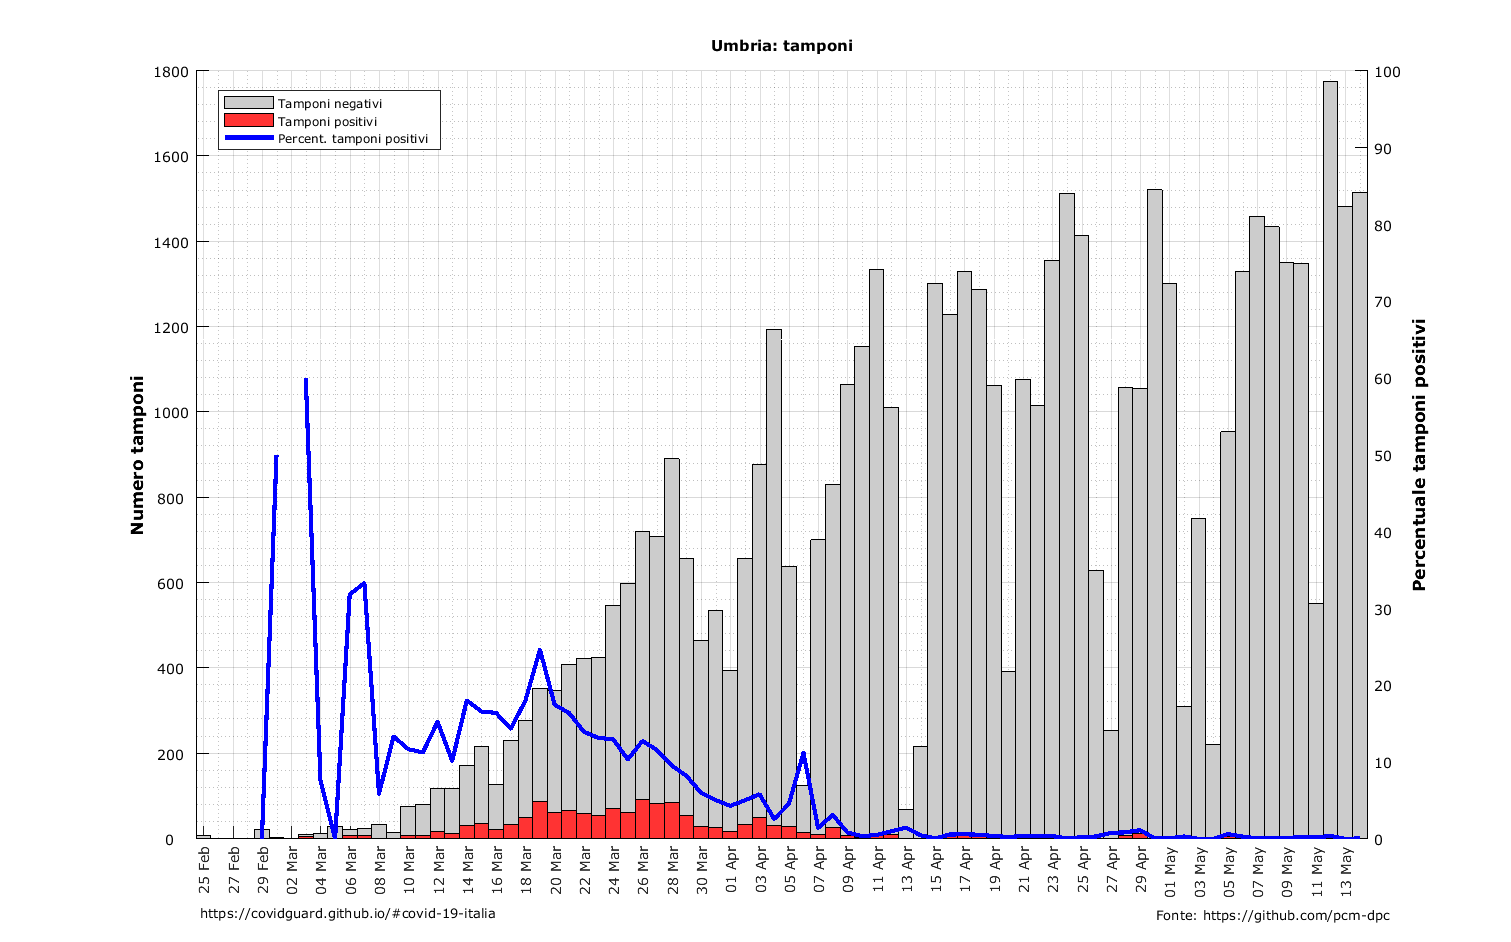 Umbria: tamponi
Tamponi negativi
Tamponi positivi
Percent. tamponi positivi
Numero tamponi
1800
1600
1400
1200
1000
800
600
400
200
0
Percentuale tamponi positivi
100
90
80
70
60
50
40
30
20
10
0
25 Feb
27 Feb
29 Feb
02 Mar
04 Mar
06 Mar
08 Mar
10 Mar
12 Mar
14 Mar
16 Mar
18 Mar
20 Mar
22 Mar
24 Mar
26 Mar
28 Mar
30 Mar
01 Apr
03 Apr
05 Apr
07 Apr
09 Apr
11 Apr
13 Apr
15 Apr
17 Apr
19 Apr
21 Apr
23 Apr
25 Apr
27 Apr
29 Apr
01 May
03 May
05 May
07 May
09 May
11 May
13 May
https://covidguard.github.io/#covid-19-italia
Fonte: https://github.com/pcm-dpc